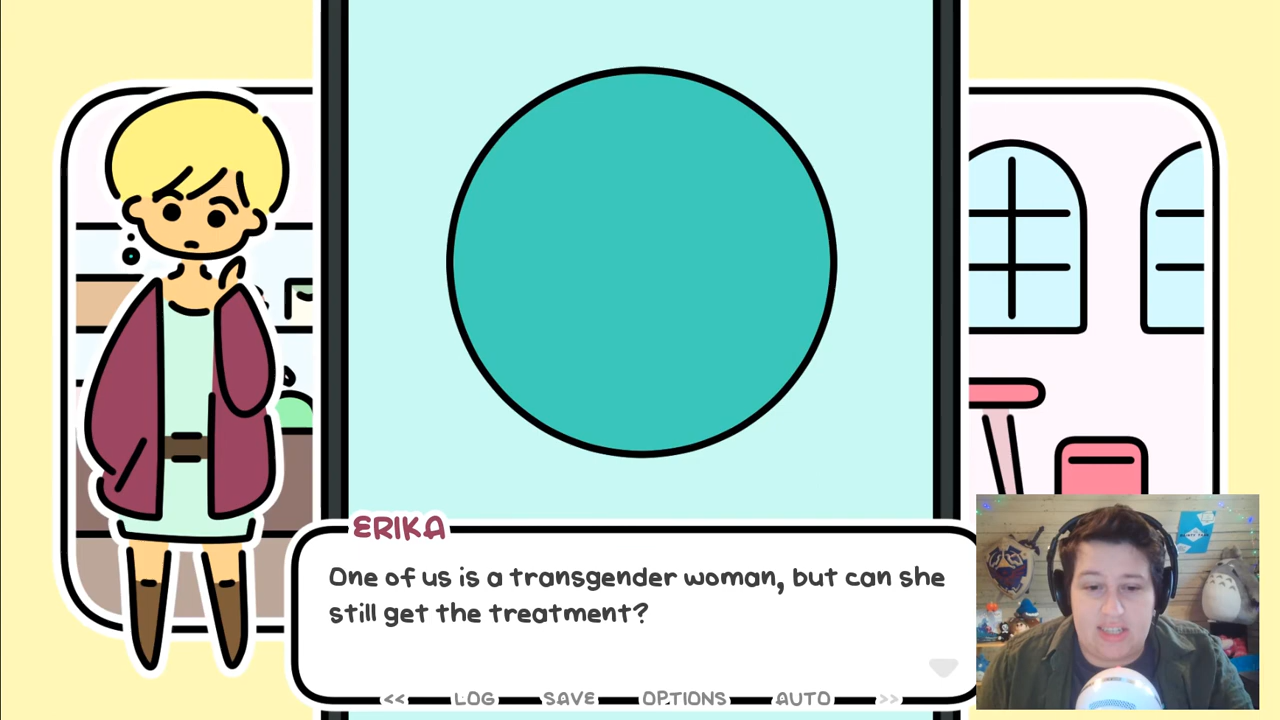 ERIKA
One of us is a transgender woman, but can she
still get the treatment?
<< LOG SAVE OPTIONS AUTO >>